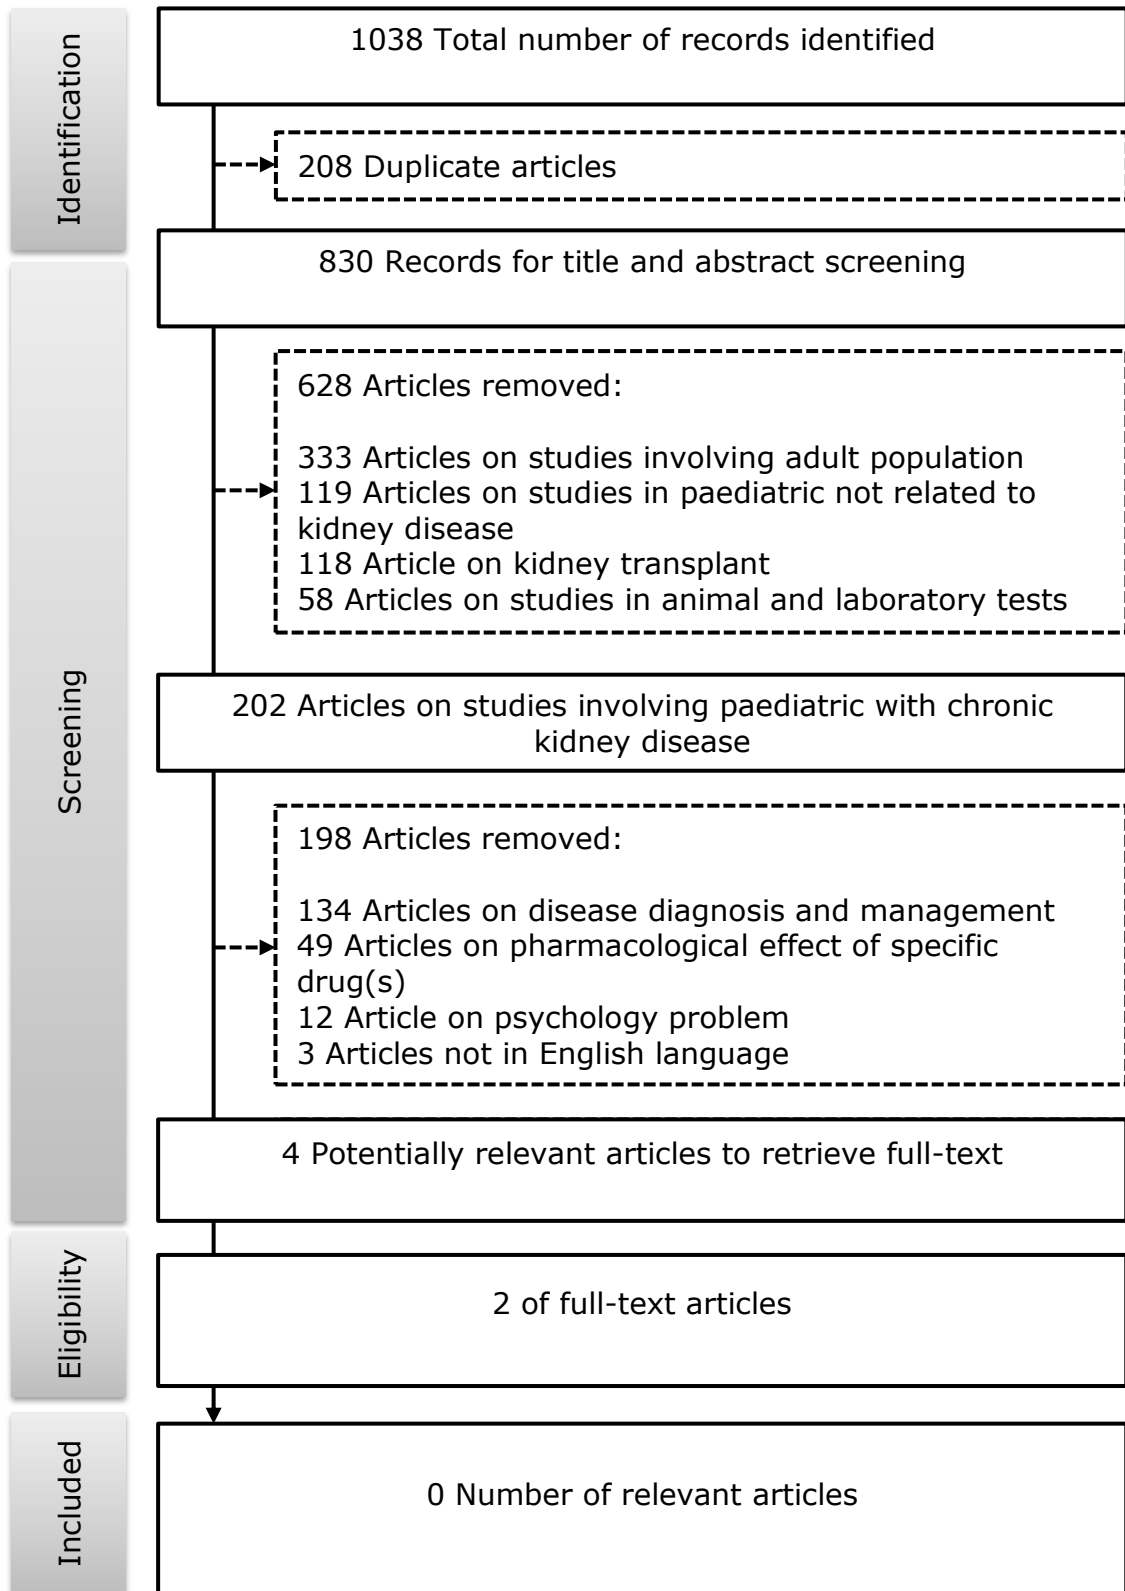 Identification
1038 Total number of records identified
208 Duplicate articles
Screening
830 Records for title and abstract screening
628 Articles removed:
333 Articles on studies involving adult population
119 Articles on studies in paediatric not related to
kidney disease
118 Article on kidney transplant
58 Articles on studies in animal and laboratory tests
202 Articles on studies involving paediatric with chronic
kidney disease
198 Articles removed:
134 Articles on disease diagnosis and management
49 Articles on pharmacological effect of specific
drug(s)
12 Article on psychology problem
3 Articles not in English language
4 Potentially relevant articles to retrieve full-text
Eligibility
2 of full-text articles
Included
0 Number of relevant articles